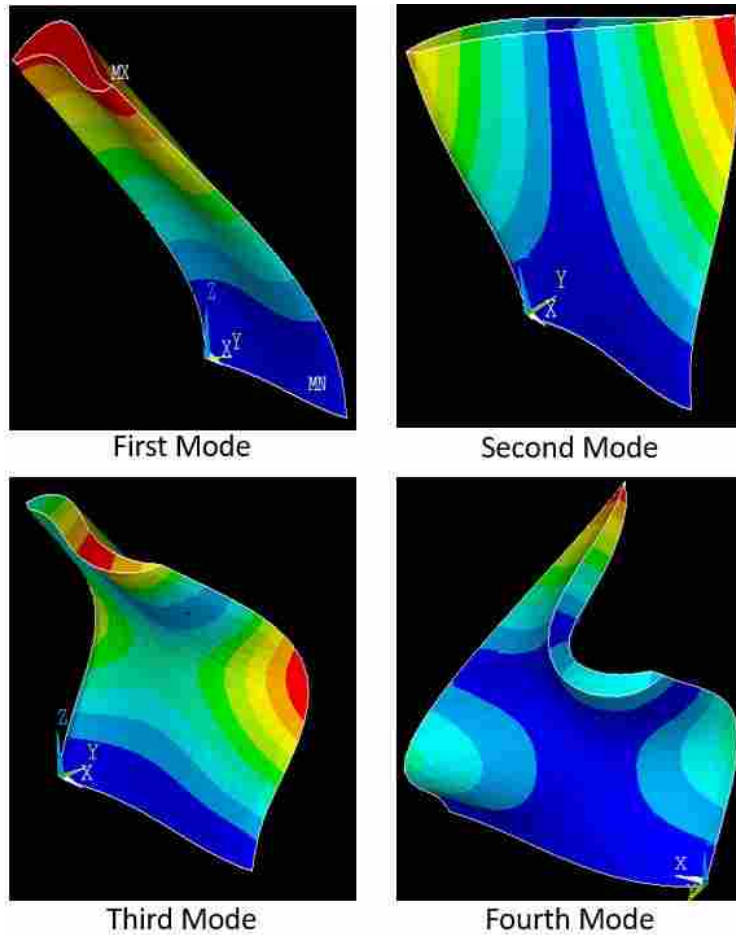 MX
Z
X Y
MN
First Mode
Y
X
Second Mode
Z
Y
X
Third Mode
X
Fourth Mode